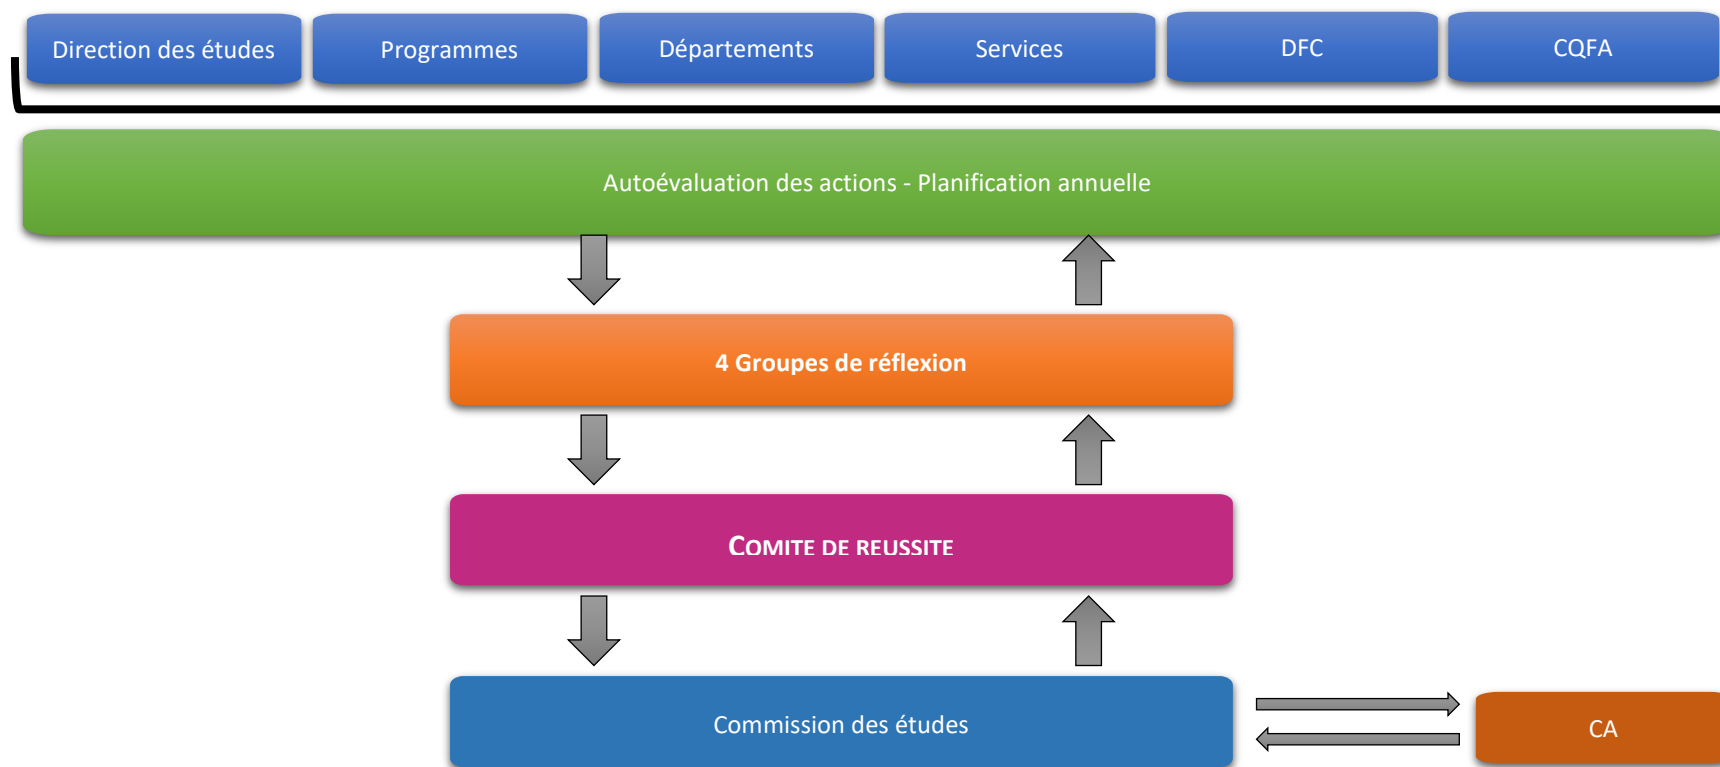 Direction des études
Programmes
Départements
Services
DFC
CQFA
Autoévaluation des actions - Planification annuelle
4 Groupes de réflexion
COMITE DE REUSSITE
Commission des études
CA